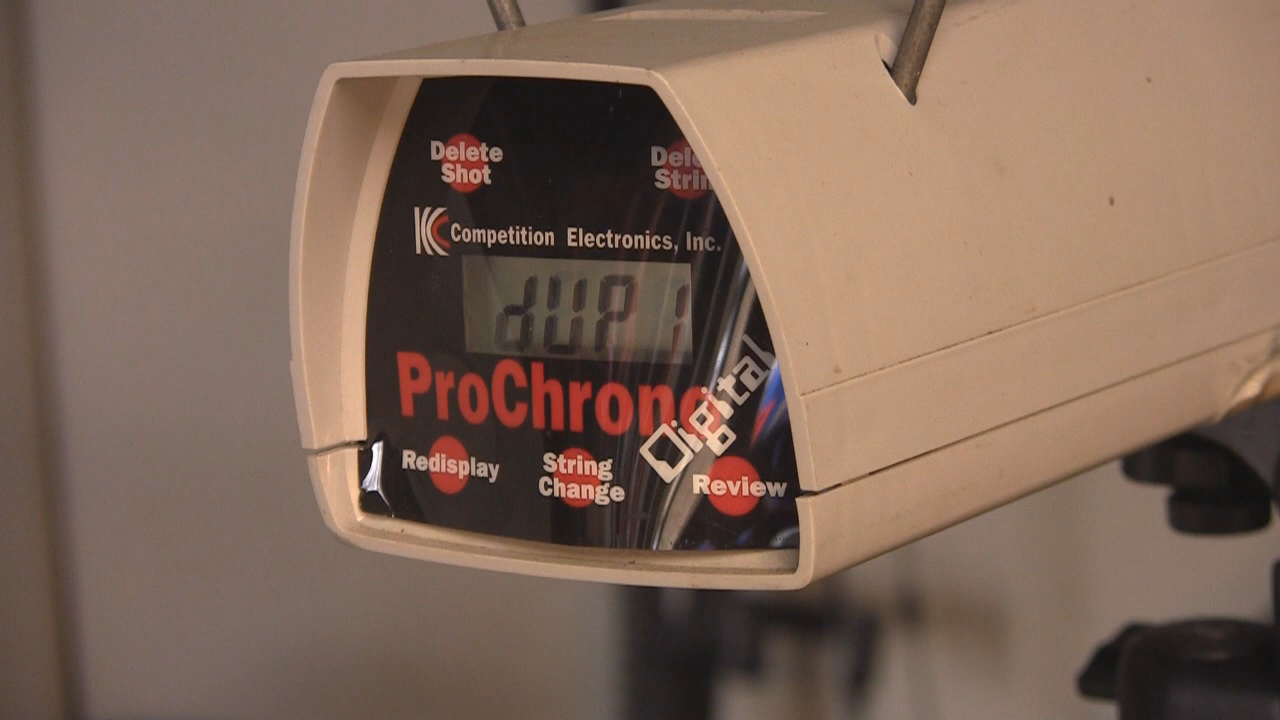 Delete
Shot
Dele
Strin
Competition Electronics, Inc.
dUP 1
ProChrono
Digital
Redisplay
String
Change
Review